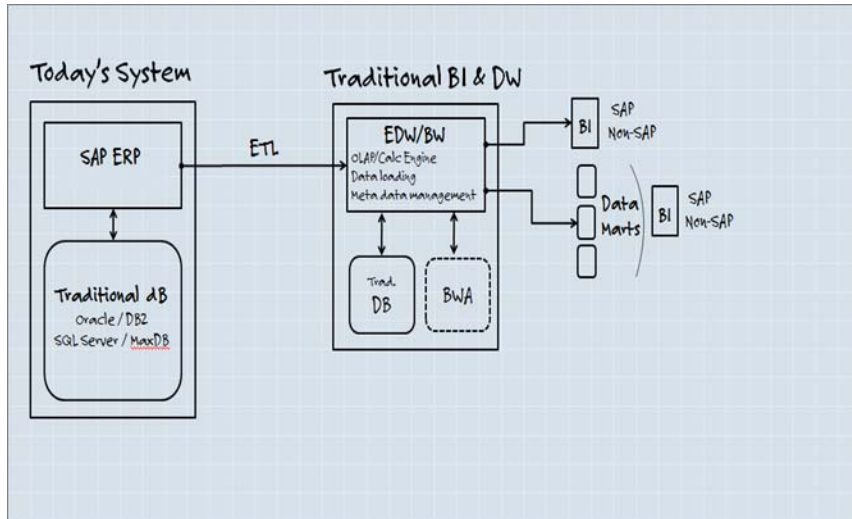 Today's System
SAP ERP
Traditional dB
Oracle / DB2
SQL Server / MaxDB
ETL
Traditional BI & DW
EDW/BW
OLAP/Calc Engine
Data loading
Meta data management
Trad.
DB
BWA
BI
SAP
Non-SAP
Data
Marts
BI
SAP
Non-SAP